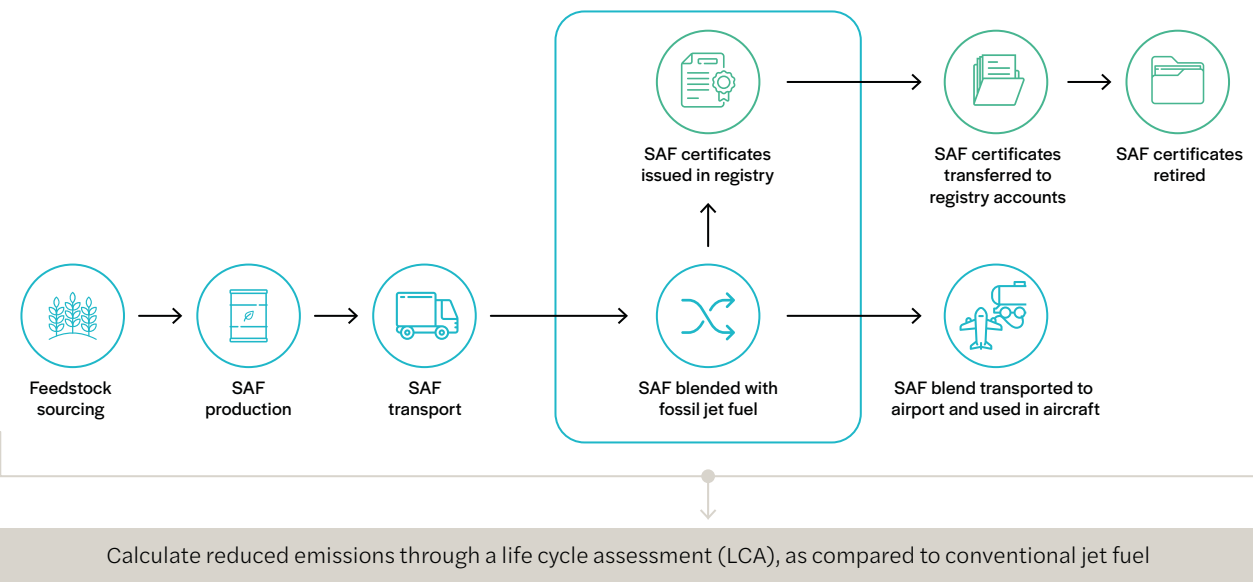 SAF certificates
issued in registry
SAF certificates
transferred to
registry accounts
SAF certificates
retired
Feedstock
sourcing
SAF
production
SAF
transport
SAF blended with
fossil jet fuel
SAF blend transported to
airport and used in aircraft
Calculate reduced emissions through a life cycle assessment (LCA), as compared to conventional jet fuel